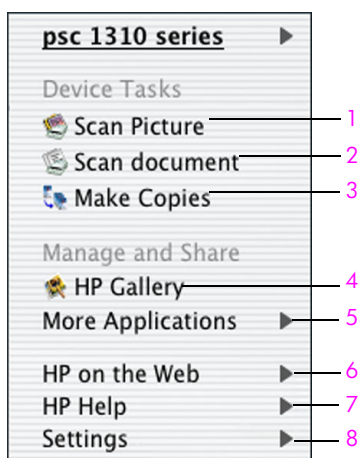 psc 1310 series
Device Tasks
Scan Picture 1
Scan document 2
Make Copies 3
Manage and Share
HP Gallery 4
More Applications 5
HP on the Web 6
HP Help 7
Settings 8